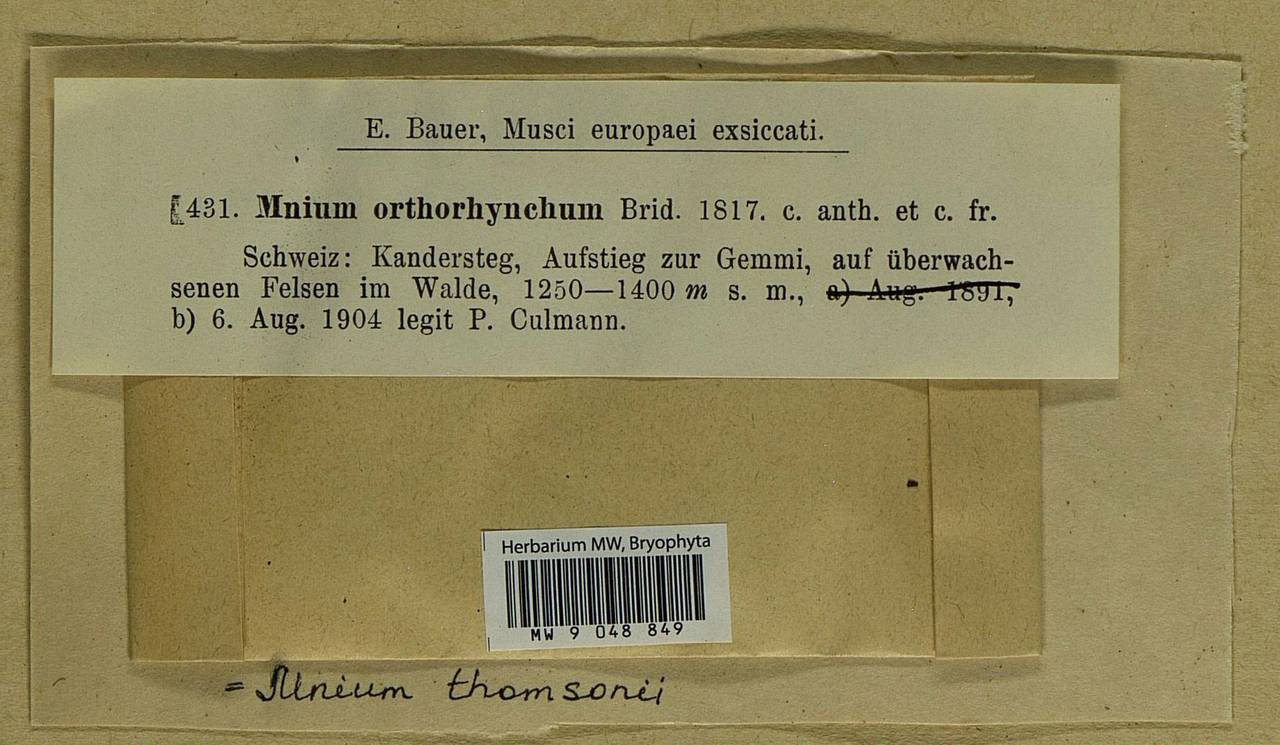 E. Bauer, Musci europaei exsiccati.
431. Mnium orthorhynchum Brid. 1817. c. anth. et c. fr.
Schweiz: Kandersteg, Aufstieg zur Gemmi, auf überwach-
senen Felsen im Walde, 1250—1400 m s. m., a) Aug. 1891,
b) 6. Aug. 1904 legit P. Culmann.
Herbarium MW, Bryophyta
MW 9 048 849
= Mnium thomsonii